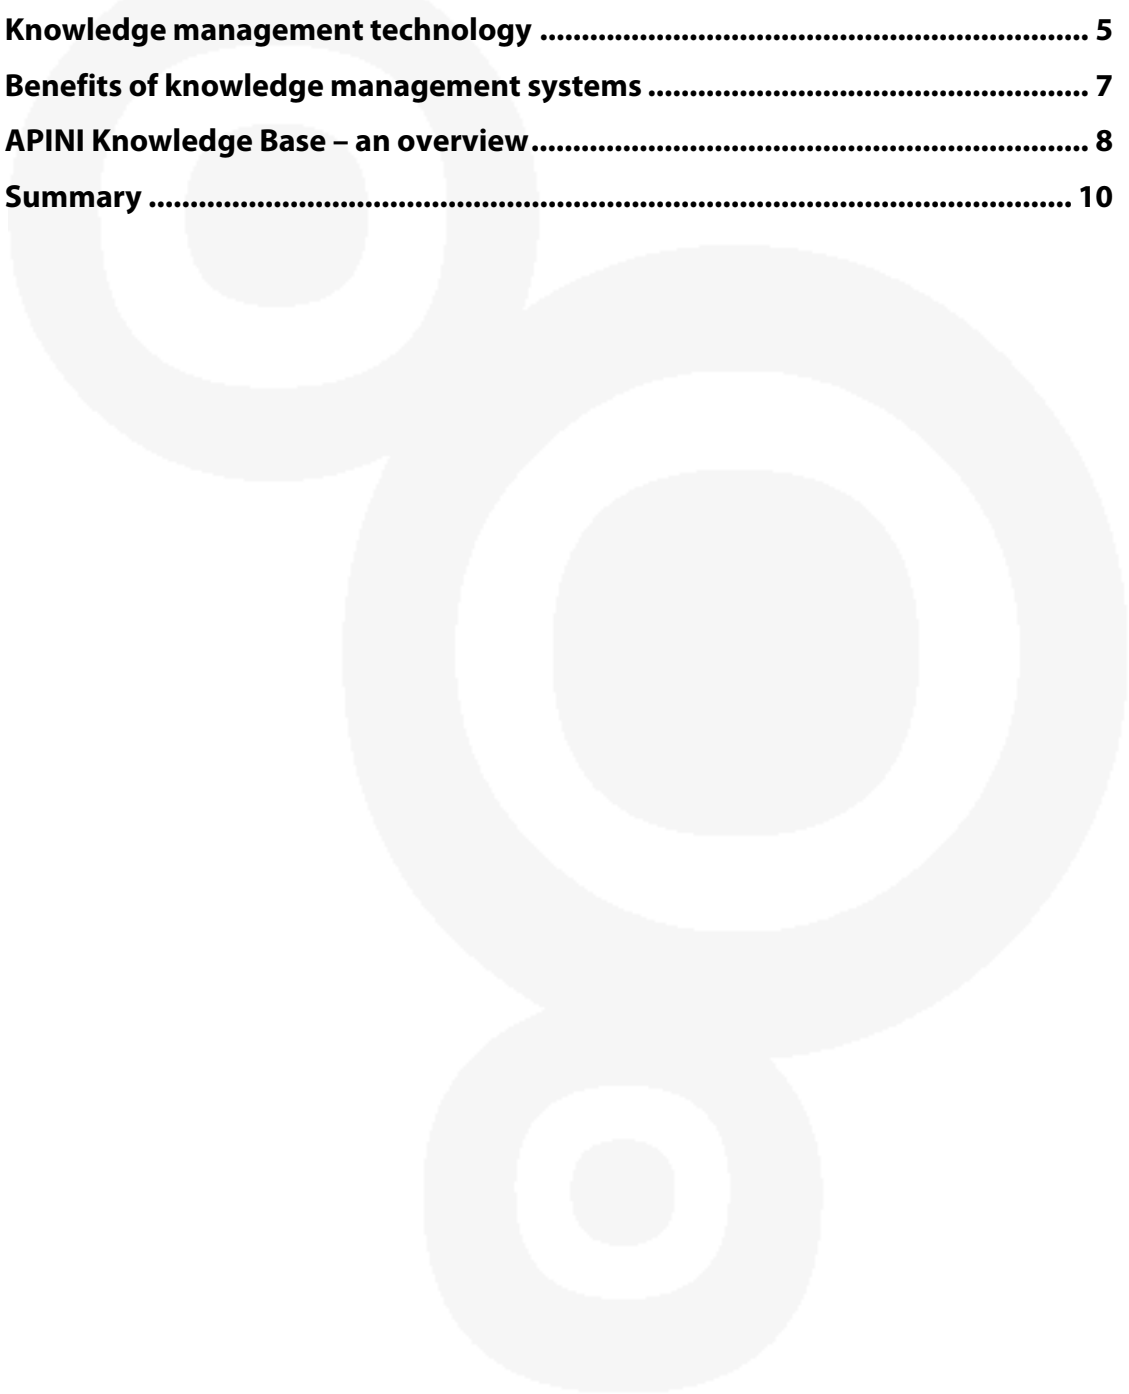 Knowledge management technology .................................................................. 5
Benefits of knowledge management systems ..................................................... 7
APINI Knowledge Base – an overview................................................................... 8
Summary ............................................................................................................... 10